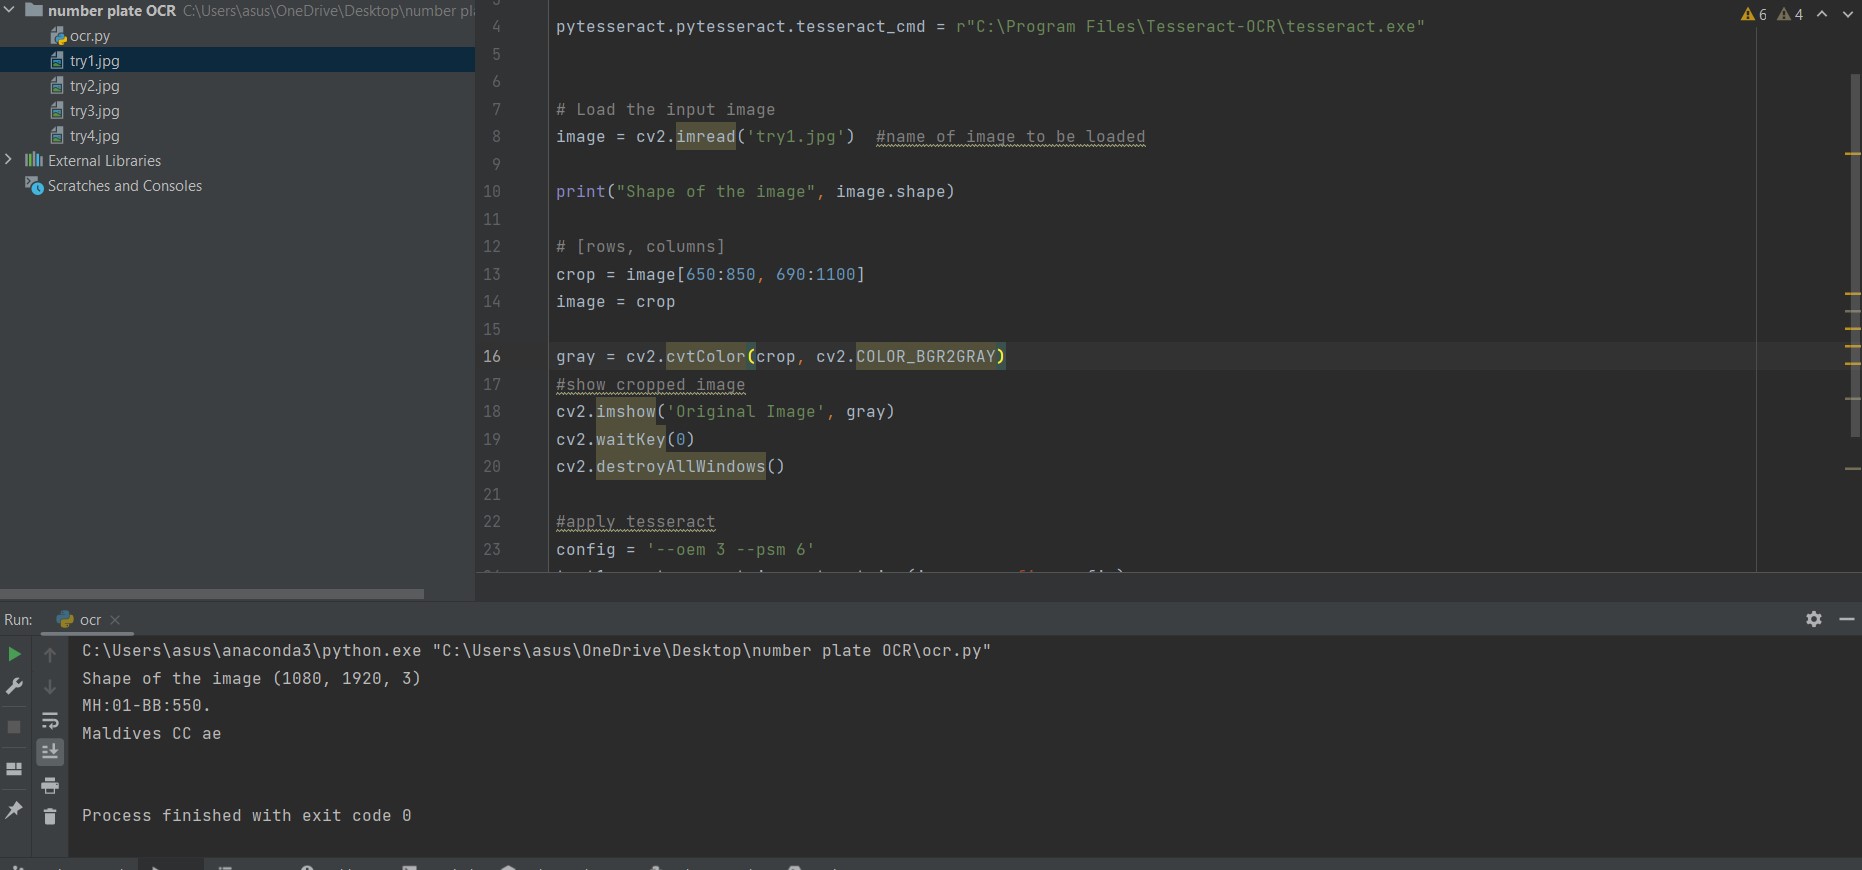 number plate OCR C:\Users\asus\OneDrive\Desktop\number pl
ocr.py
try1.jpg
try2.jpg
try3.jpg
try4.jpg
External Libraries
Scratches and Consoles
6 4
4 pytesseract.pytesseract.tesseract_cmd = r"C:\Program Files\Tesseract-OCR\tesseract.exe"
5
6
7 # Load the input image
8 image = cv2.imread('try1.jpg')  #name of image to be loaded
9
10 print("Shape of the image", image.shape)
11
12 # [rows, columns]
13 crop = image[650:850, 690:1100]
14 image = crop
15
16 gray = cv2.cvtColor(crop, cv2.COLOR_BGR2GRAY)
17 #show cropped image
18 cv2.imshow('Original Image', gray)
19 cv2.waitKey(0)
20 cv2.destroyAllWindows()
21
22 #apply tesseract
23 config = '--oem 3 --psm 6'
Run: ocr
C:\Users\asus\anaconda3\python.exe "C:\Users\asus\OneDrive\Desktop\number plate OCR\ocr.py"
Shape of the image (1080, 1920, 3)
MH:01-BB:550.
Maldives CC ae
Process finished with exit code 0